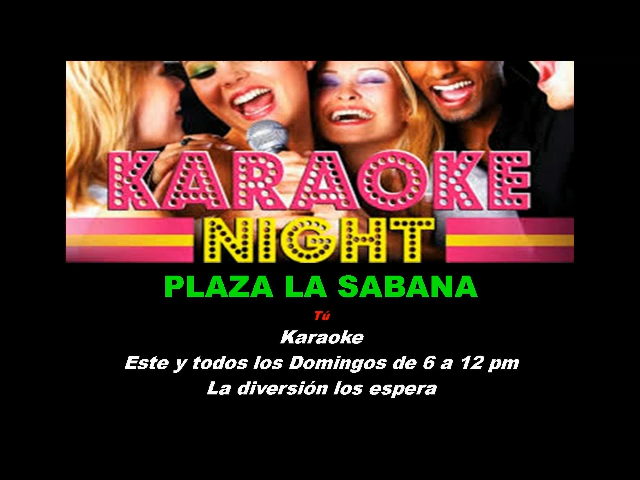 KARAOKE
NIGHT
PLAZA LA SABANA
Tú
Karaoke
Este y todos los Domingos de 6 a 12 pm
La diversión los espera